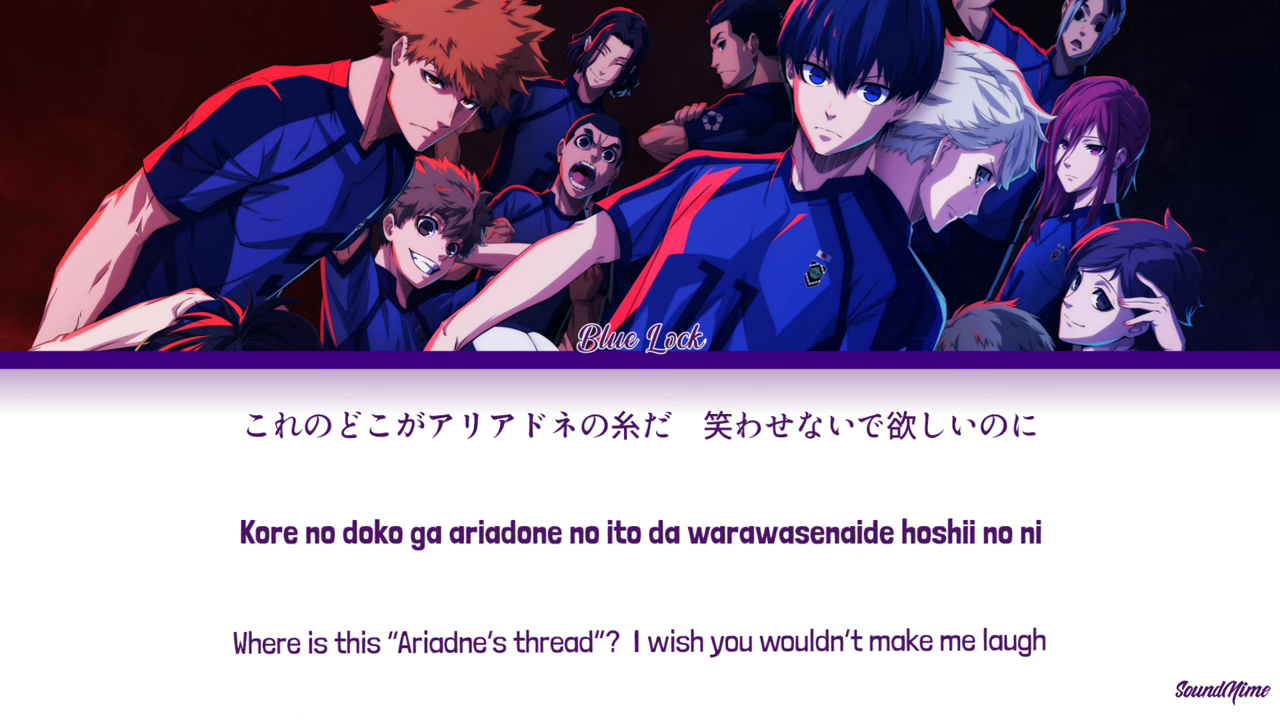 Blue Lock
これのどこがアリアドネの糸だ　笑わせないで欲しいのに
Kore no doko ga ariadone no ito da warawasenaide hoshii no ni
Where is this "Ariadne's thread"? I wish you wouldn't make me laugh
SoundNime